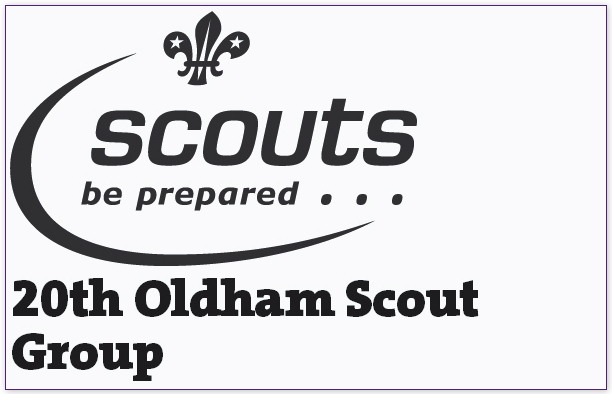 scouts
be prepared . . .
20th Oldham Scout
Group